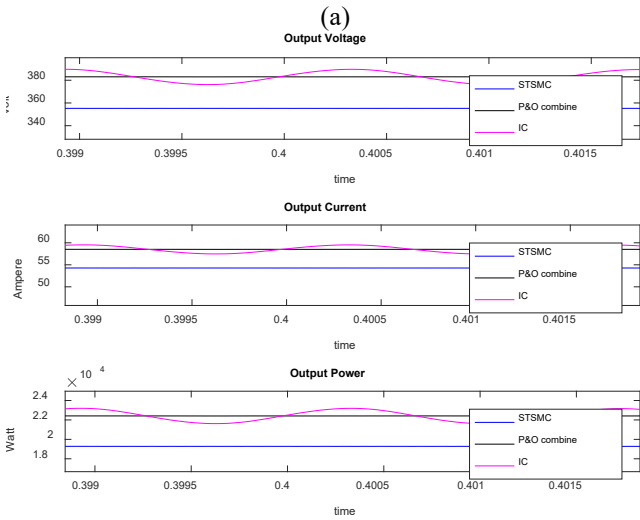 (a)
Output Voltage
Volt
380
360
340
STSMC
P&O combine
IC
0.399 0.3995 0.4 0.4005 0.401 0.4015
time
Output Current
Ampere
60
55
50
STSMC
P&O combine
IC
0.399 0.3995 0.4 0.4005 0.401 0.4015
time
Output Power
× 10 4
Watt
2.4
2.2
2
1.8
STSMC
P&O combine
IC
0.399 0.3995 0.4 0.4005 0.401 0.4015
time